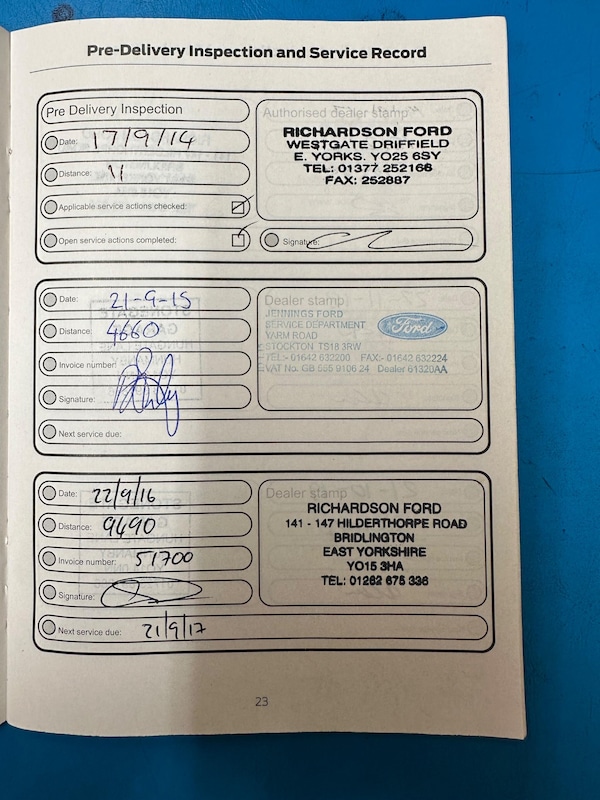 Pre-Delivery Inspection and Service Record
Pre Delivery Inspection
Date: 17/9/14
Distance: 11
Applicable service actions checked:
Open service actions completed:
Authorised dealer stamp
RICHARDSON FORD
WESTGATE DRIFFIELD
E. YORKS. YO25 6SY
TEL: 01377 252168
FAX: 252887
Signature:
Date: 21-9-15
Distance: 4660
Invoice number:
Signature:
Next service due:
Dealer stamp
JENNINGS FORD
SERVICE DEPARTMENT
YARM ROAD
STOCKTON TS18 3RW
TEL:- 01642 632200 FAX:- 01642 632224
VAT No. GB 555 9106 24 Dealer 61320AA
Ford
Date: 22/9/16
Distance: 9490
Invoice number: 51700
Signature:
Next service due: 21/9/17
Dealer stamp
RICHARDSON FORD
141 - 147 HILDERTHORPE ROAD
BRIDLINGTON
EAST YORKSHIRE
YO15 3HA
TEL: 01262 675 336
23